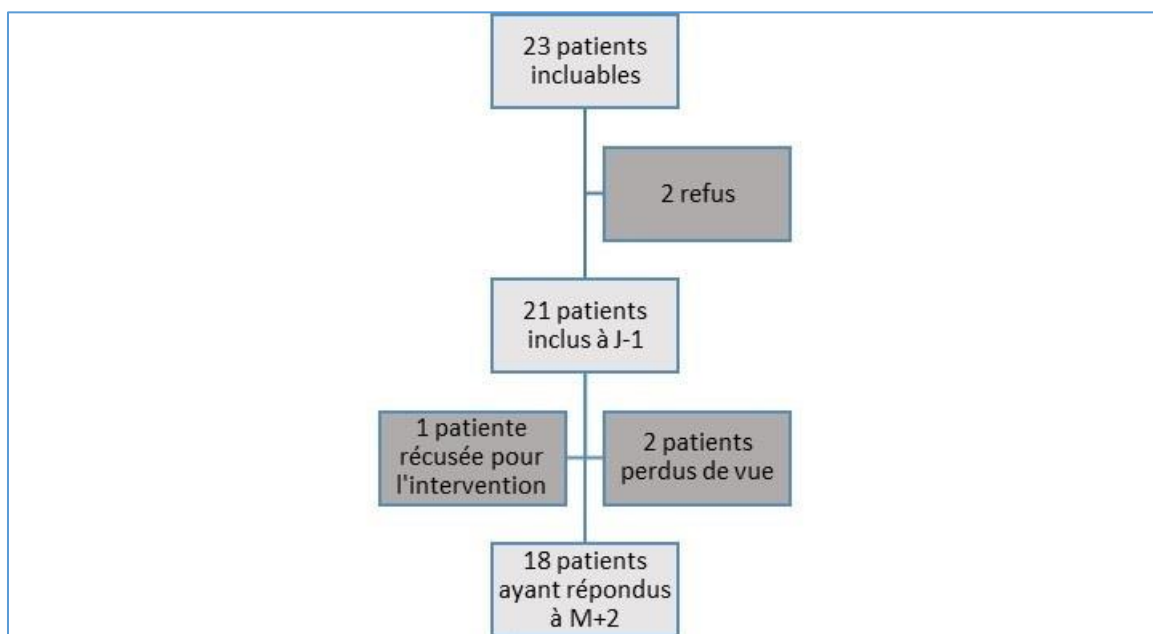 23 patients
incluables
2 refus
21 patients
inclus à J-1
1 patiente
récusée pour
l'intervention
2 patients
perdus de vue
18 patients
ayant répondus
à M+2